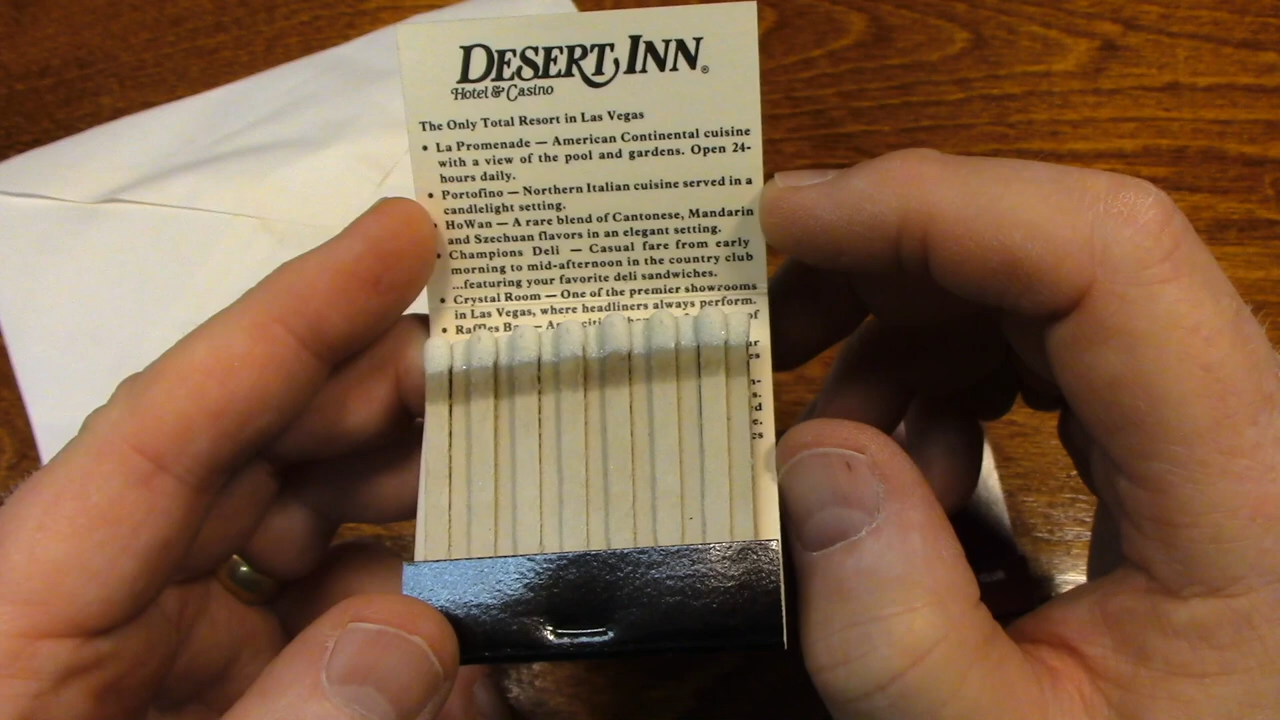 DESERT INN®
Hotel & Casino
The Only Total Resort in Las Vegas
• La Promenade — American Continental cuisine
with a view of the pool and gardens. Open 24-
hours daily.
• Portofino — Northern Italian cuisine served in a
candlelight setting.
• HoWan — A rare blend of Cantonese, Mandarin
and Szechuan flavors in an elegant setting.
• Champions Deli — Casual fare from early
morning to mid-afternoon in the country club
...featuring your favorite deli sandwiches.
• Crystal Room — One of the premier showrooms
in Las Vegas, where headliners always perform.
• Raffles — of